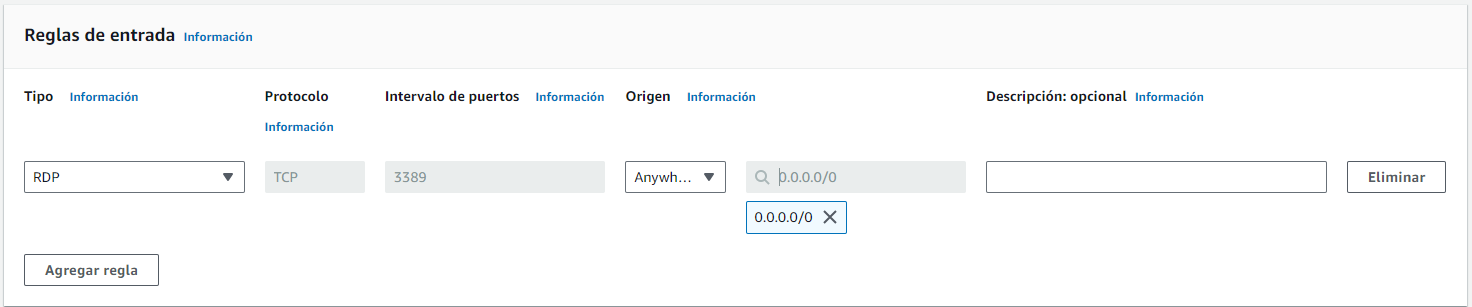 Reglas de entrada Información
Tipo Información Protocolo Intervalo de puertos Información Origen Información Descripción: opcional Información
Información
RDP TCP 3389 Anywh... 0.0.0.0/0 Eliminar
0.0.0.0/0
Agregar regla